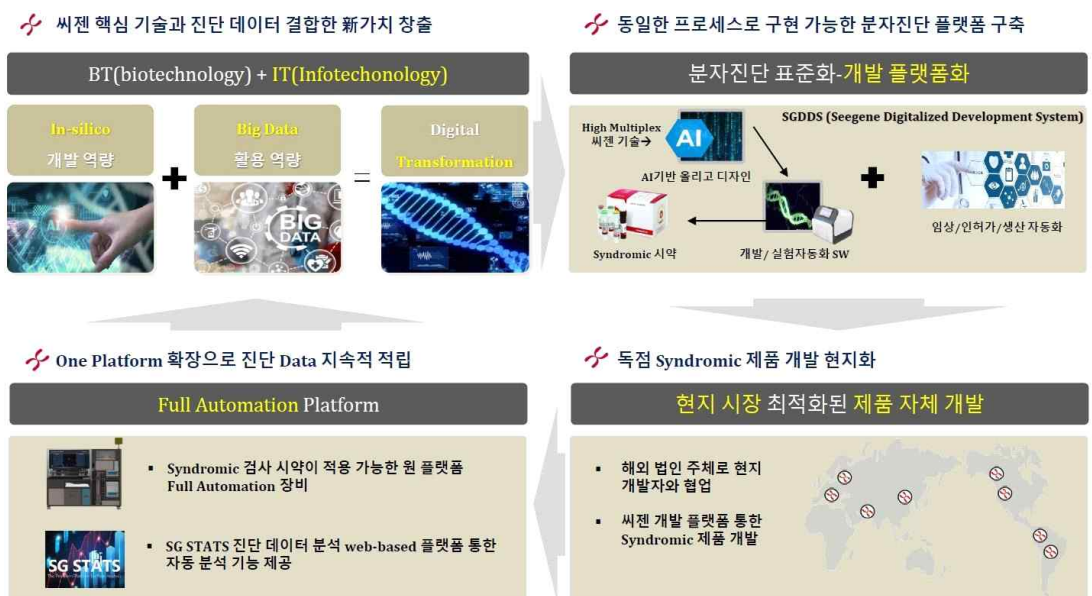 씨젠 핵심 기술과 진단 데이터 결합한 新가치 창출
BT(biotechnology) + IT(Infotechonology)
In-silico
개발 역량
Big Data
활용 역량
Digital
Transformation
AI
BIG
DATA
동일한 프로세스로 구현 가능한 분자진단 플랫폼 구축
분자진단 표준화-개발 플랫폼화
SGDDS (Seegene Digitalized Development System)
High Multiplex
씨젠 기술→
AI
AI기반 올리고 디자인
Syndromic 시약
개발/ 실험자동화 SW
임상/인허가/생산 자동화
One Platform 확장으로 진단 Data 지속적 적립
Full Automation Platform
▪ Syndromic 검사 시약이 적용 가능한 원 플랫폼
Full Automation 장비
SG STATS
▪ SG STATS 진단 데이터 분석 web-based 플랫폼 통한
자동 분석 기능 제공
독점 Syndromic 제품 개발 현지화
현지 시장 최적화된 제품 자체 개발
▪ 해외 법인 주체로 현지
개발자와 협업
▪ 씨젠 개발 플랫폼 통한
Syndromic 제품 개발